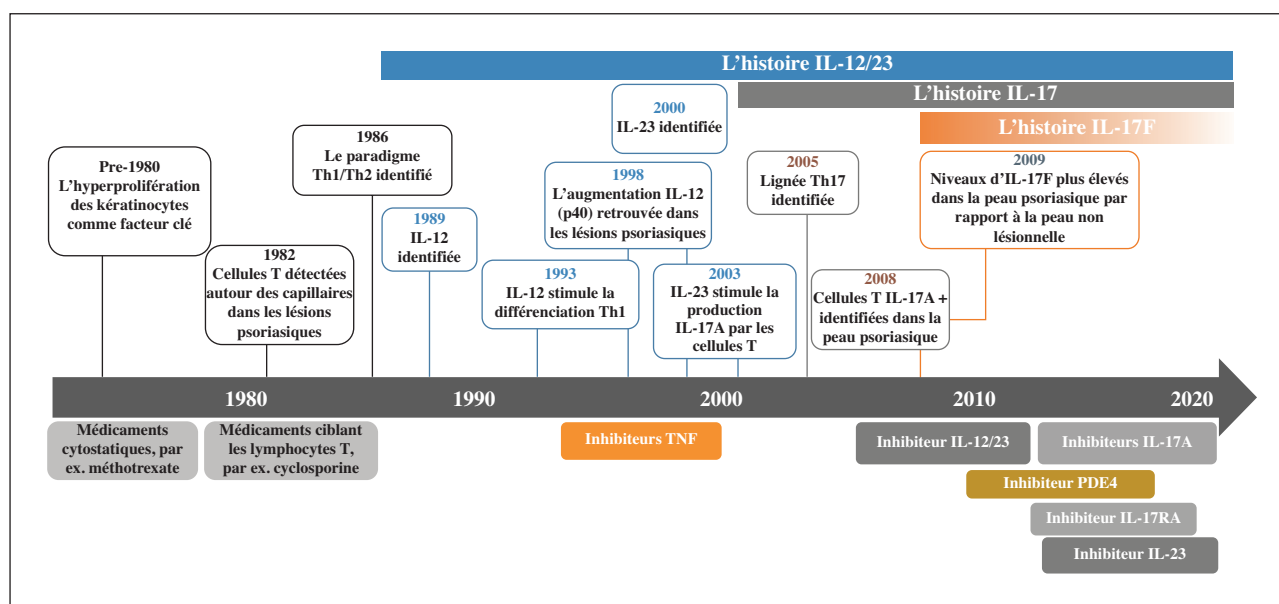 L'histoire IL-12/23
L'histoire IL-17
L'histoire IL-17F
Pre-1980
L'hyperprolifération
des kératinocytes
comme facteur clé
1982
Cellules T détectées
autour des capillaires
dans les lésions
psoriasiques
1986
Le paradigme
Th1/Th2 identifié
1989
IL-12
identifiée
1993
IL-12 stimule la
différenciation Th1
1998
L'augmentation IL-12
(p40) retrouvée dans
les lésions psoriasiques
2000
IL-23 identifiée
2003
IL-23 stimule la
production
IL-17A par les
cellules T
2005
Lignée Th17
identifiée
2008
Cellules T IL-17A +
identifiées dans la
peau psoriasique
2009
Niveaux d'IL-17F plus élevés
dans la peau psoriasique par
rapport à la peau non
lésionnelle
1980
1990
2000
2010
2020
Médicaments
cytostatiques, par
ex. méthotrexate
Médicaments ciblant
les lymphocytes T,
par ex. cyclosporine
Inhibiteurs TNF
Inhibiteur IL-12/23
Inhibiteurs IL-17A
Inhibiteur PDE4
Inhibiteur IL-17RA
Inhibiteur IL-23